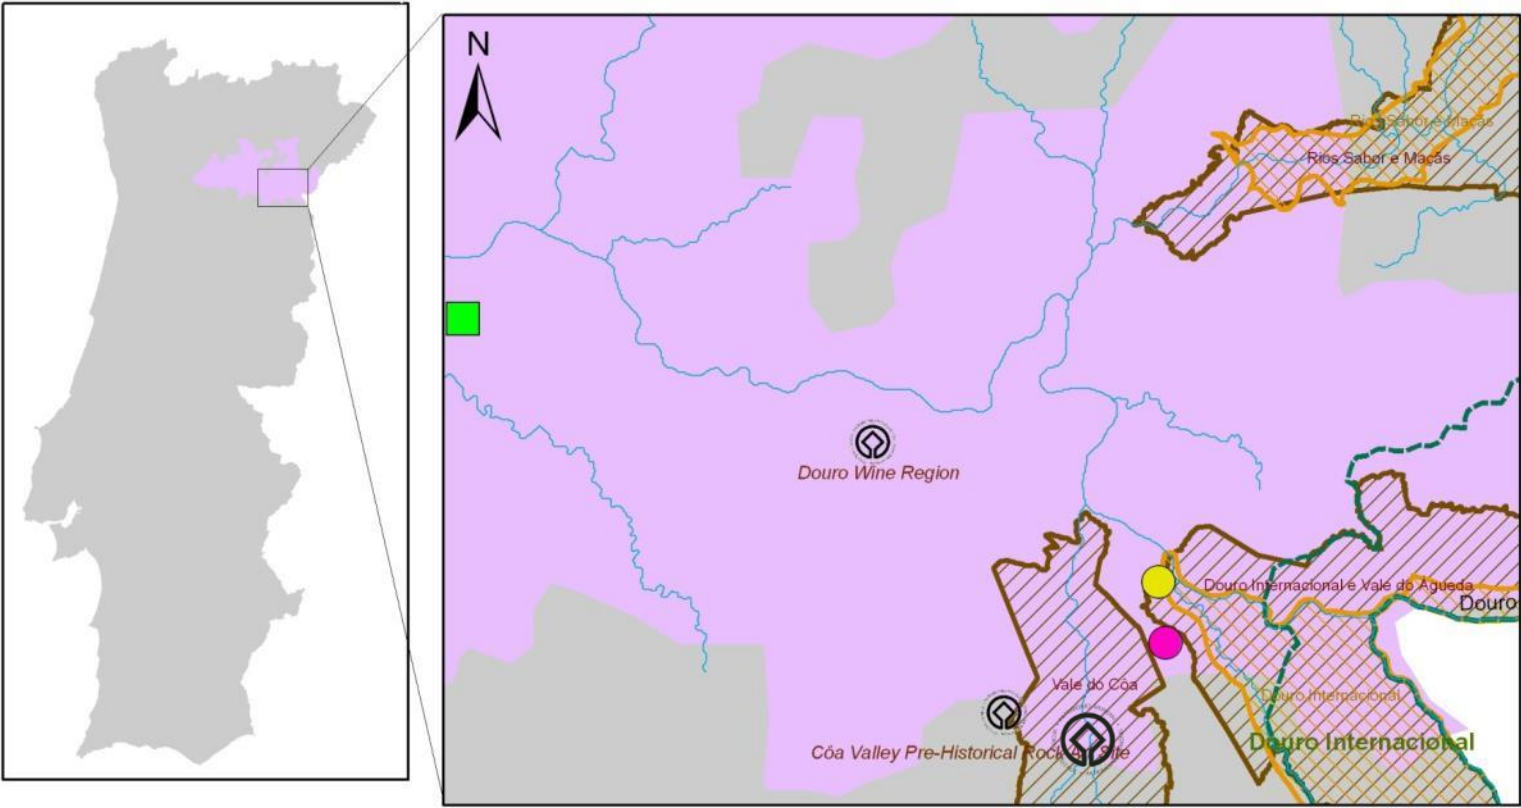 N
Rios Sabor e Maçãs
Rios Sabor e Maçãs
Douro Wine Region
Douro Internacional e Vale do Águeda
Douro
Vale do Côa
Douro Internacional
Douro Internacional
Côa Valley Pre-Historical Rock Art Site